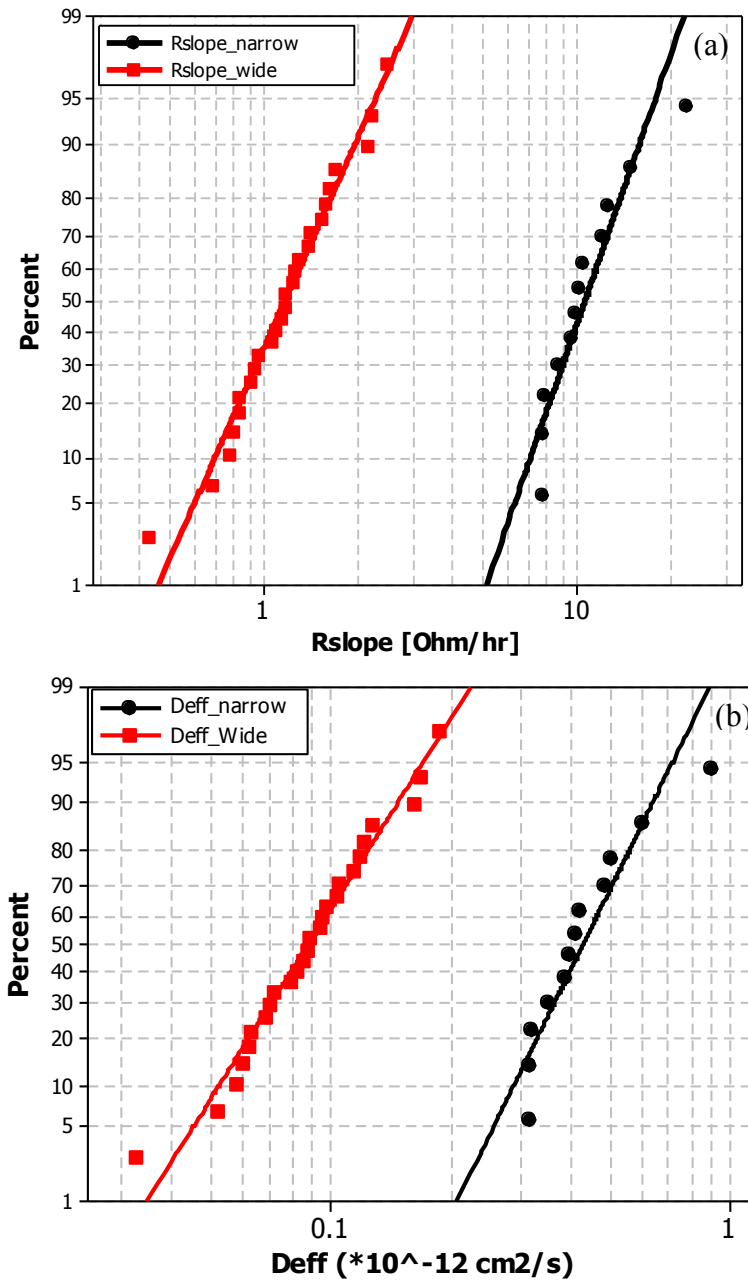 99
(a)
Rslope_narrow
Rslope_wide
95
90
80
70
60
50
40
30
20
10
5
1
Percent
1 10
Rslope [Ohm/hr]
99
(b)
Deff_narrow
Deff_Wide
95
90
80
70
60
50
40
30
20
10
5
1
Percent
0.1 1
Deff (*10^-12 cm2/s)